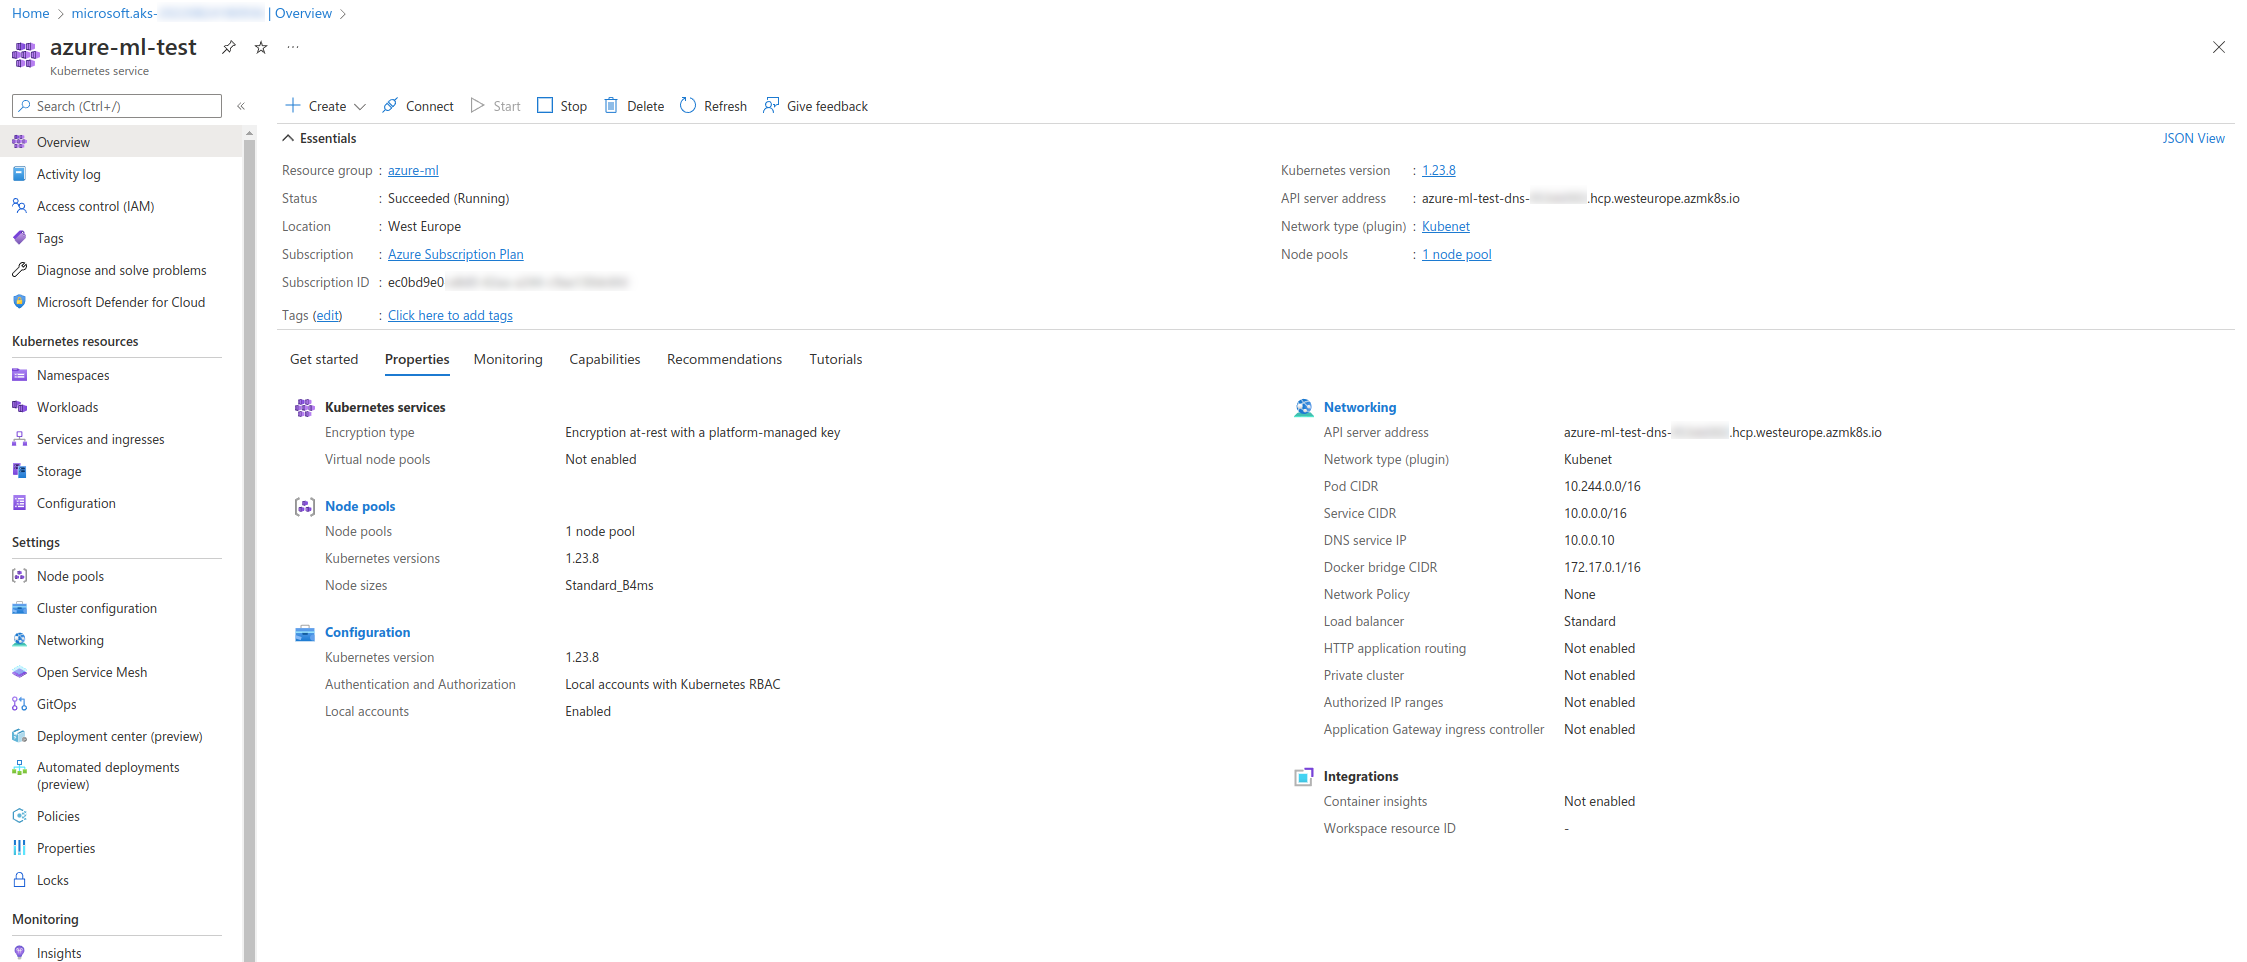 Home > microsoft.aks- | Overview >
azure-ml-test
Kubernetes service
Search (Ctrl+/)
Overview
Activity log
Access control (IAM)
Tags
Diagnose and solve problems
Microsoft Defender for Cloud
Kubernetes resources
Namespaces
Workloads
Services and ingresses
Storage
Configuration
Settings
Node pools
Cluster configuration
Networking
Open Service Mesh
GitOps
Deployment center (preview)
Automated deployments
(preview)
Policies
Properties
Locks
Monitoring
Insights
Create Connect Start Stop Delete Refresh Give feedback
Essentials
JSON View
Resource group : azure-ml
Status : Succeeded (Running)
Location : West Europe
Subscription : Azure Subscription Plan
Subscription ID : ec0bd9e0
Tags (edit) : Click here to add tags
Kubernetes version : 1.23.8
API server address : azure-ml-test-dns- .hcp.westeurope.azmk8s.io
Network type (plugin) : Kubenet
Node pools : 1 node pool
Get started Properties Monitoring Capabilities Recommendations Tutorials
Kubernetes services
Encryption type Encryption at-rest with a platform-managed key
Virtual node pools Not enabled
Node pools
Node pools 1 node pool
Kubernetes versions 1.23.8
Node sizes Standard_B4ms
Configuration
Kubernetes version 1.23.8
Authentication and Authorization Local accounts with Kubernetes RBAC
Local accounts Enabled
Networking
API server address azure-ml-test-dns- .hcp.westeurope.azmk8s.io
Network type (plugin) Kubenet
Pod CIDR 10.244.0.0/16
Service CIDR 10.0.0.0/16
DNS service IP 10.0.0.10
Docker bridge CIDR 172.17.0.1/16
Network Policy None
Load balancer Standard
HTTP application routing Not enabled
Private cluster Not enabled
Authorized IP ranges Not enabled
Application Gateway ingress controller Not enabled
Integrations
Container insights Not enabled
Workspace resource ID -